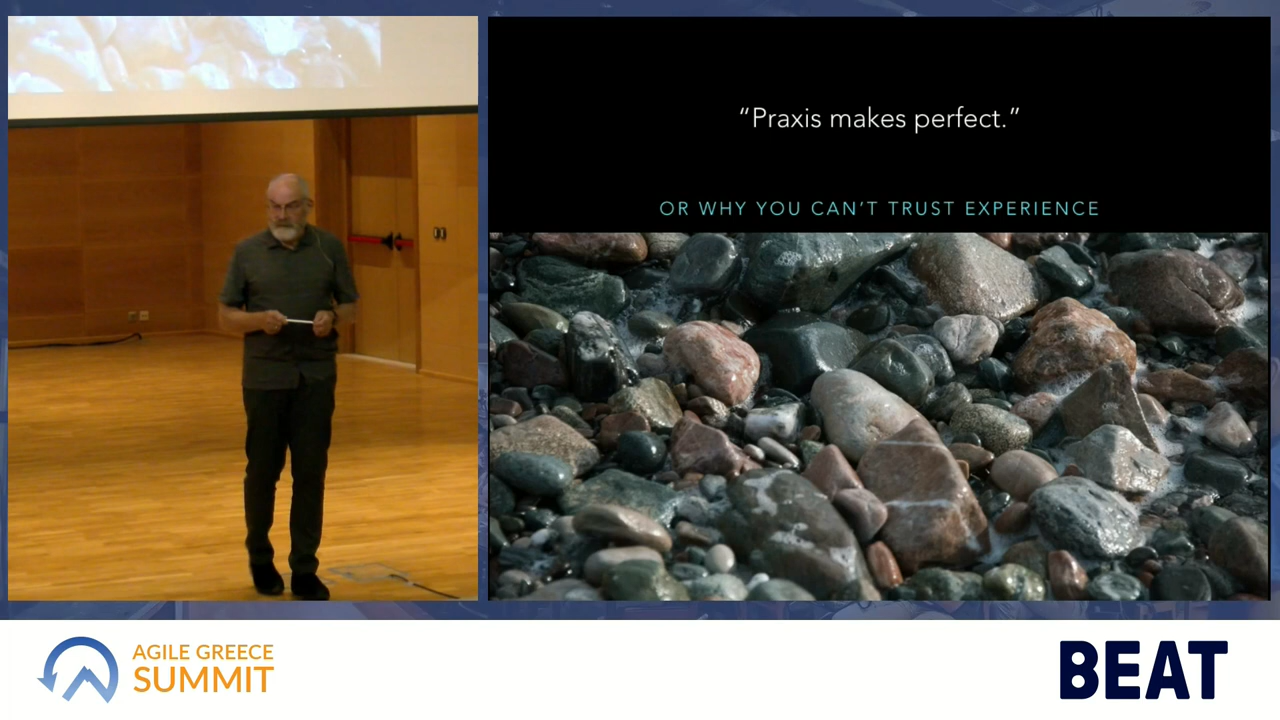 “Praxis makes perfect.”
OR WHY YOU CAN’T TRUST EXPERIENCE
AGILE GREECE
SUMMIT
BEAT